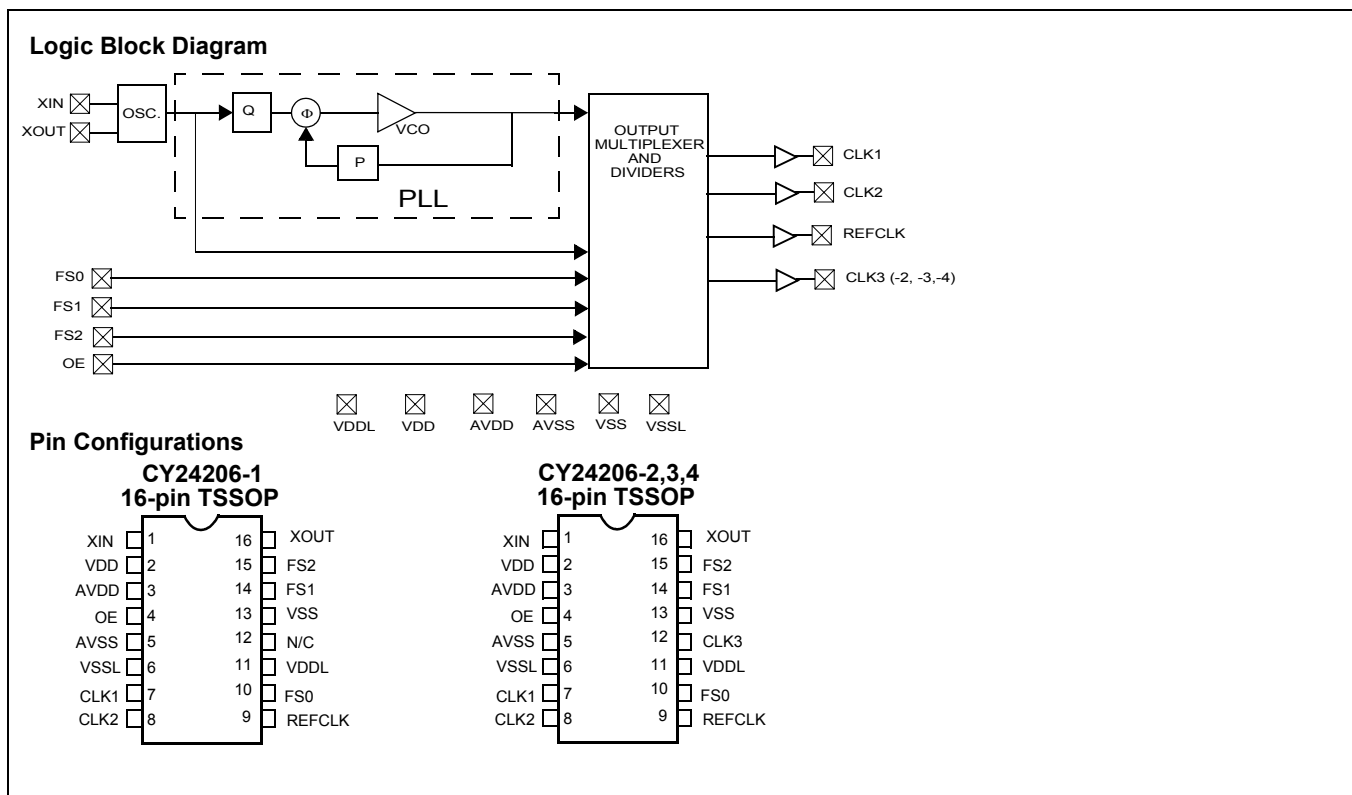 Logic Block Diagram
XIN
XOUT
OSC.
Q
Φ
VCO
P
PLL
OUTPUT
MULTIPLEXER
AND
DIVIDERS
CLK1
CLK2
REFCLK
CLK3 (-2, -3,-4)
FS0
FS1
FS2
OE
VDDL VDD AVDD AVSS VSS VSSL
Pin Configurations
CY24206-1
16-pin TSSOP
XIN 1 16 XOUT
VDD 2 15 FS2
AVDD 3 14 FS1
OE 4 13 VSS
AVSS 5 12 N/C
VSSL 6 11 VDDL
CLK1 7 10 FS0
CLK2 8 9 REFCLK
CY24206-2,3,4
16-pin TSSOP
XIN 1 16 XOUT
VDD 2 15 FS2
AVDD 3 14 FS1
OE 4 13 VSS
AVSS 5 12 CLK3
VSSL 6 11 VDDL
CLK1 7 10 FS0
CLK2 8 9 REFCLK